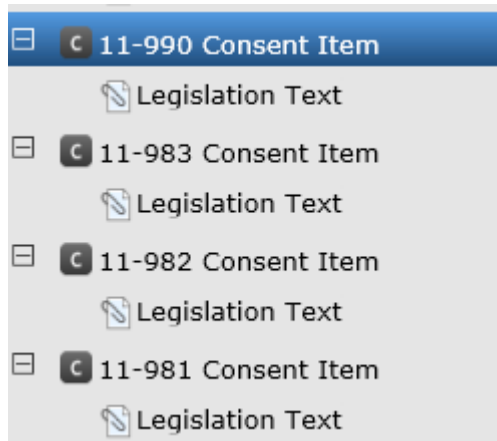 C 11-990 Consent Item
Legislation Text
C 11-983 Consent Item
Legislation Text
C 11-982 Consent Item
Legislation Text
C 11-981 Consent Item
Legislation Text